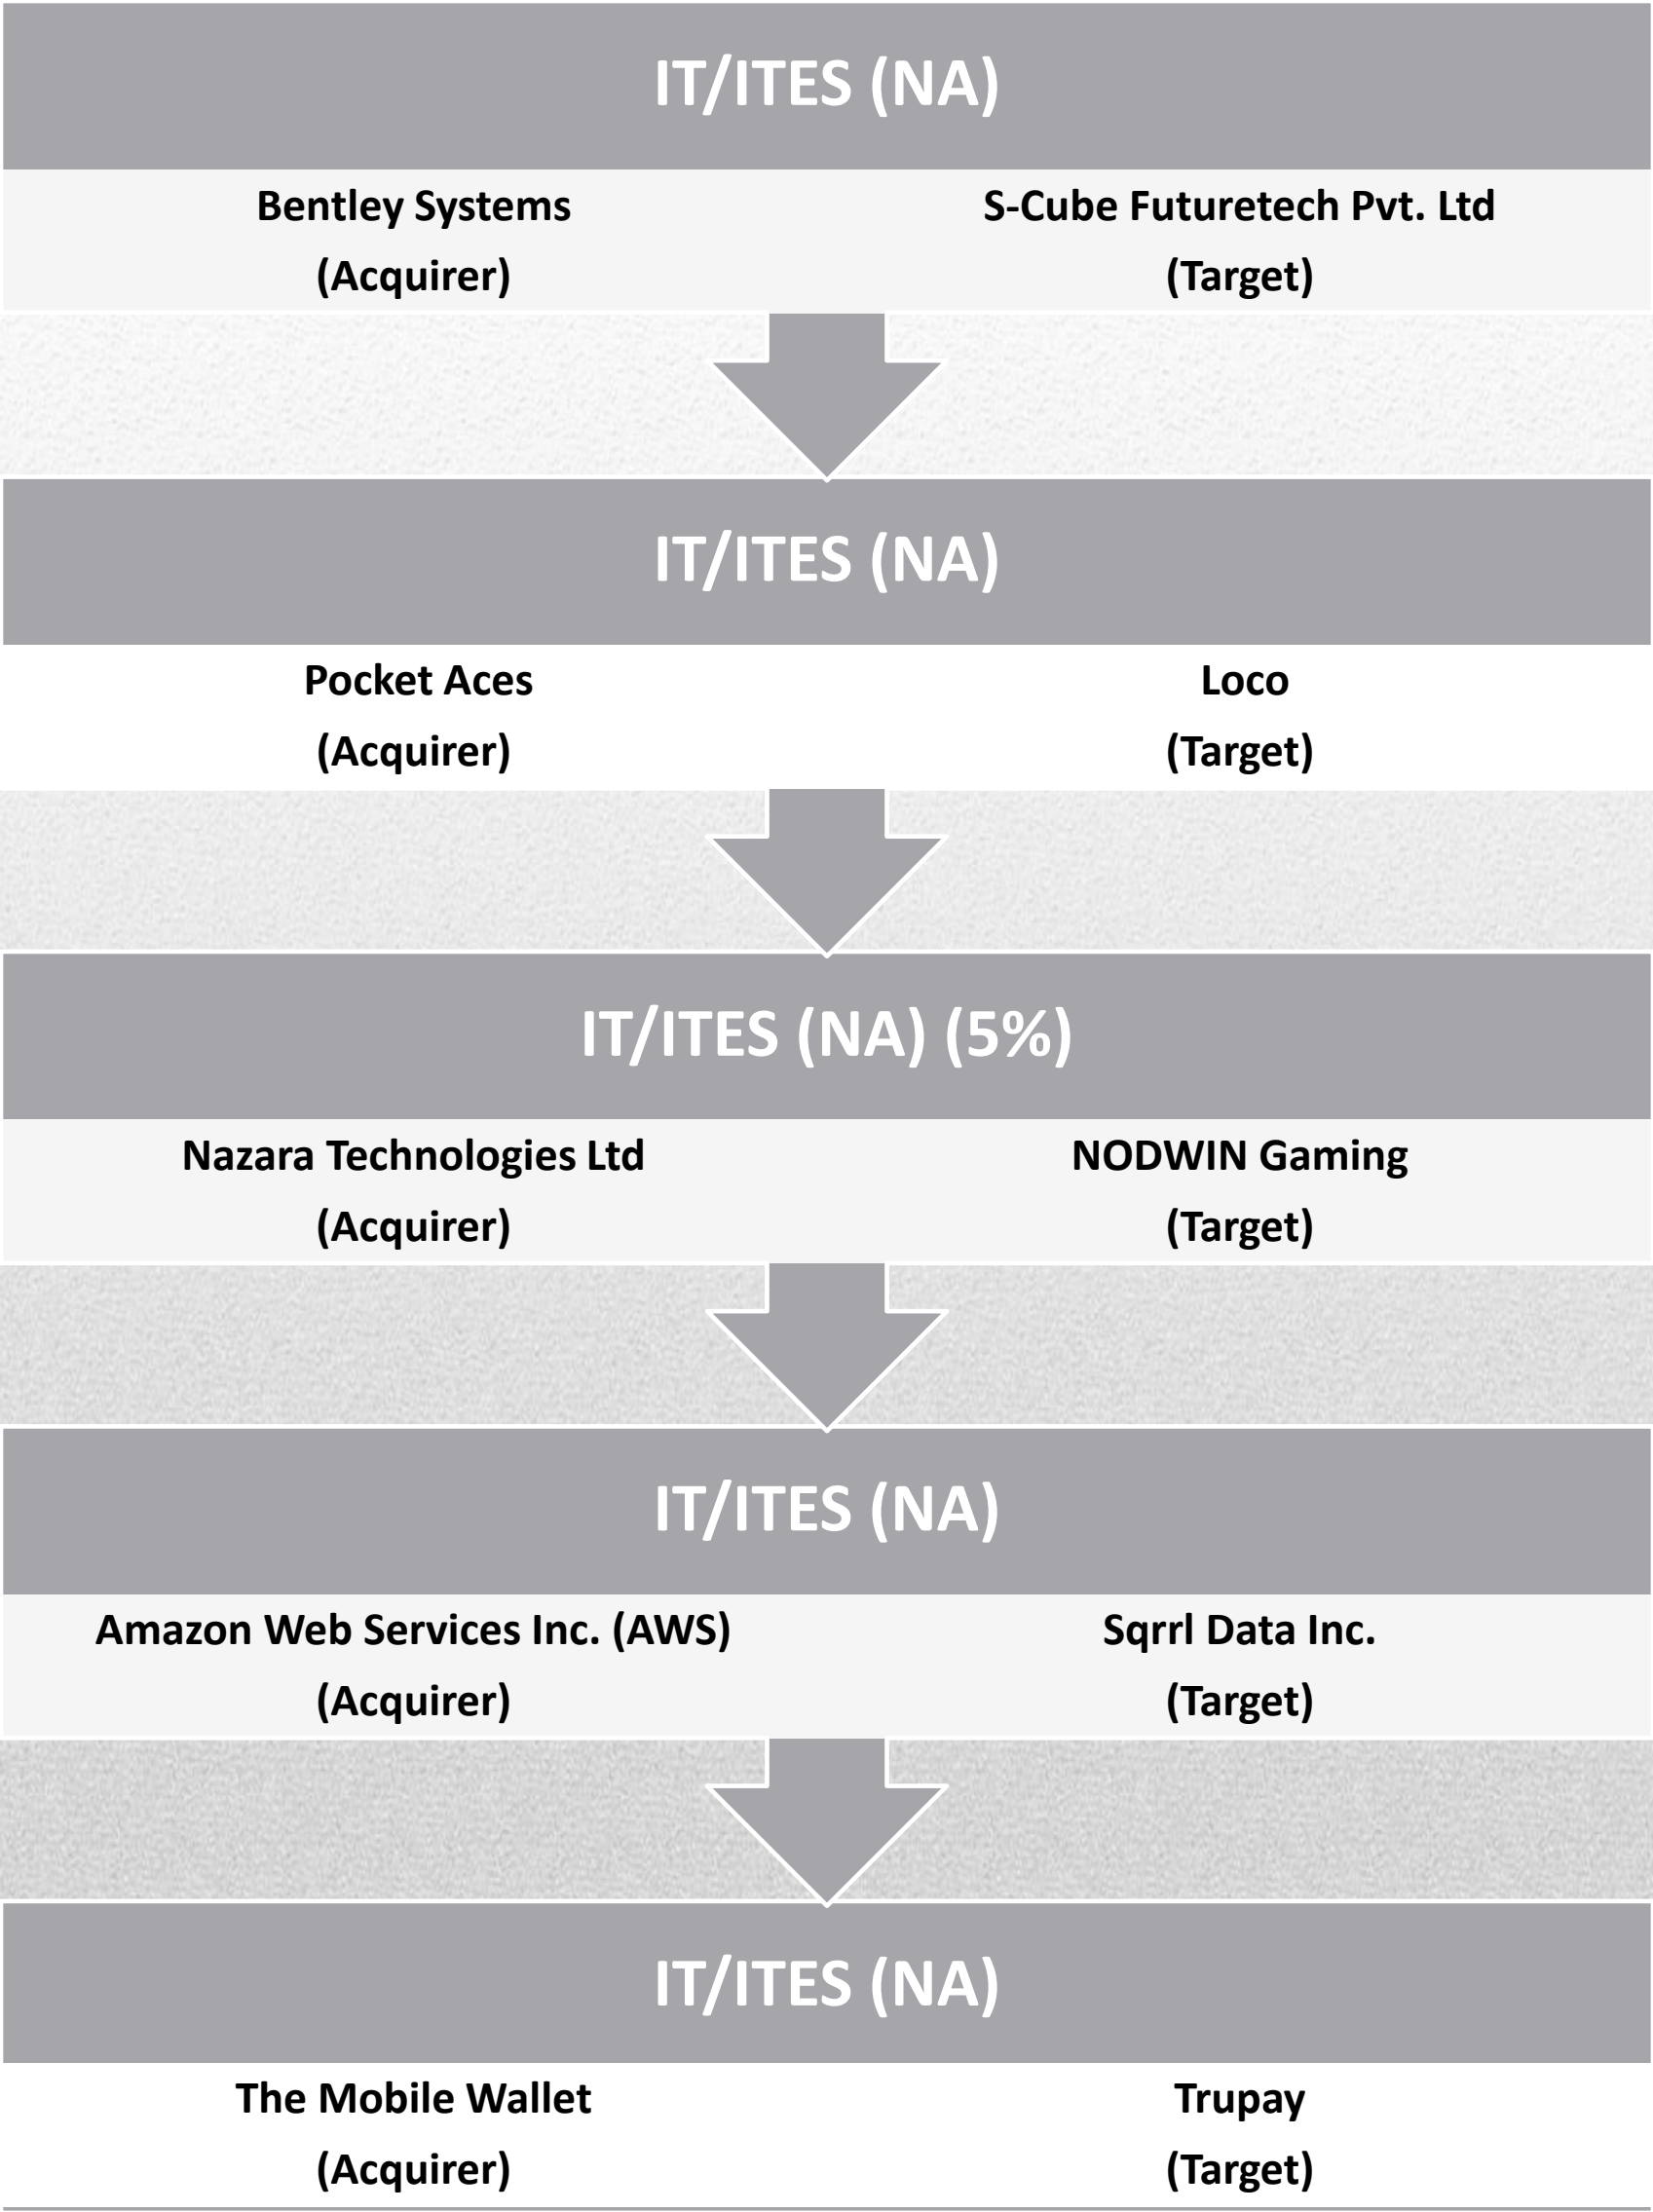 IT/ITES (NA)
Bentley Systems
(Acquirer)
S-Cube Futuretech Pvt. Ltd
(Target)
IT/ITES (NA)
Pocket Aces
(Acquirer)
Loco
(Target)
IT/ITES (NA) (5%)
Nazara Technologies Ltd
(Acquirer)
NODWIN Gaming
(Target)
IT/ITES (NA)
Amazon Web Services Inc. (AWS)
(Acquirer)
Sqrrl Data Inc.
(Target)
IT/ITES (NA)
The Mobile Wallet
(Acquirer)
Trupay
(Target)